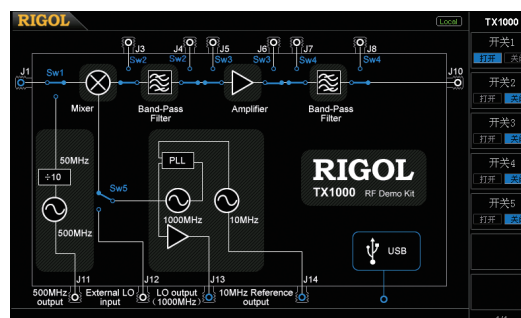 RIGOL
Local
TX1000
J3
J4
J5
J6
J7
J8
Sw2
Sw2
Sw3
Sw3
Sw4
Sw4
J1
Sw1
J10
Mixer
Band-Pass
Filter
Amplifier
Band-Pass
Filter
50MHz
÷10
500MHz
Sw5
PLL
1000MHz
10MHz
RIGOL
TX1000 RF Demo Kit
USB
J11
J12
J13
J14
500MHz
output
External LO
input
LO output
(1000MHz)
10MHz Reference
output
开关1
打开
开关2
打开
开关3
打开
开关4
打开
开关5
打开